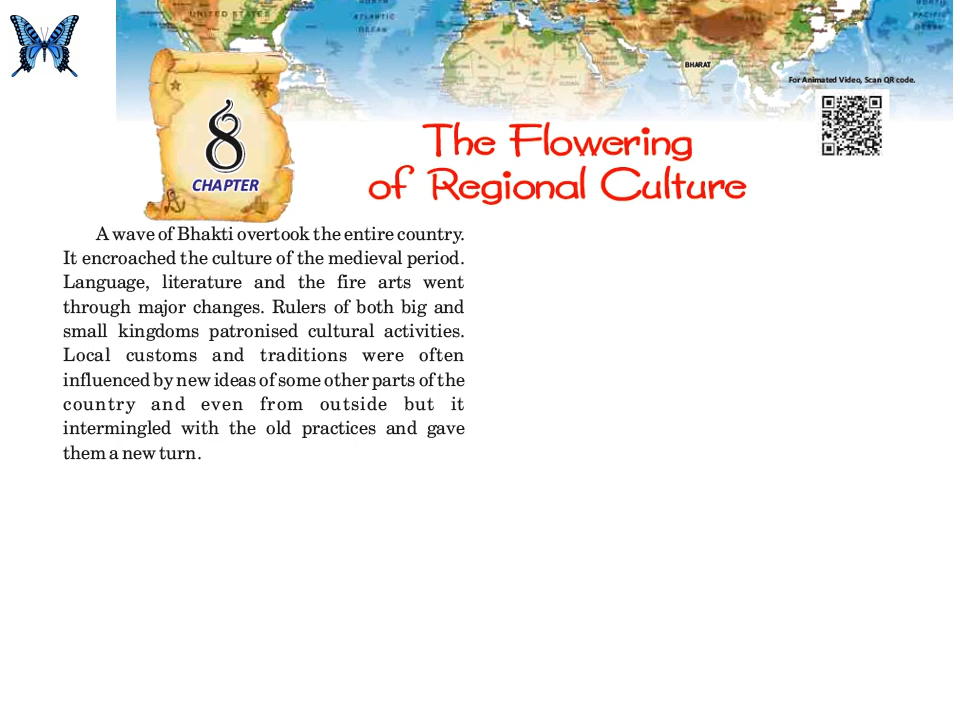 UNITED STATES
ATLANTIC
OCEAN
BHARAT
For Animated Video, Scan QR code.
8
CHAPTER
The Flowering
of Regional Culture
A wave of Bhakti overtook the entire country.
It encroached the culture of the medieval period.
Language, literature and the fire arts went
through major changes. Rulers of both big and
small kingdoms patronised cultural activities.
Local customs and traditions were often
influenced by new ideas of some other parts of the
country and even from outside but it
intermingled with the old practices and gave
them a new turn.